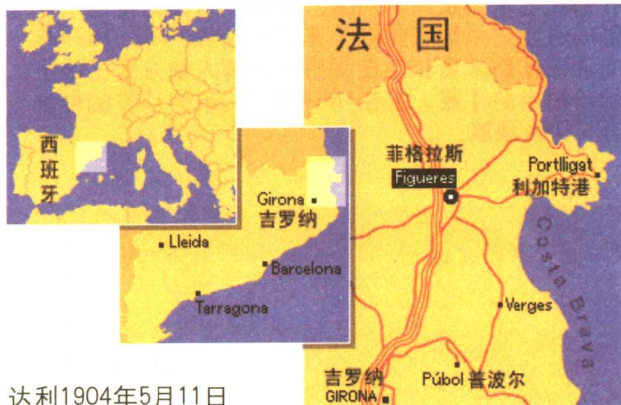 法国
西班牙
菲格拉斯
Figueres
Portlligat
利加特港
Girona
吉罗纳
Lleida
Barcelona
Tarragona
Costa Brava
Verges
吉罗纳
GIRONA
Púbol 普波尔
达利1904年5月11日